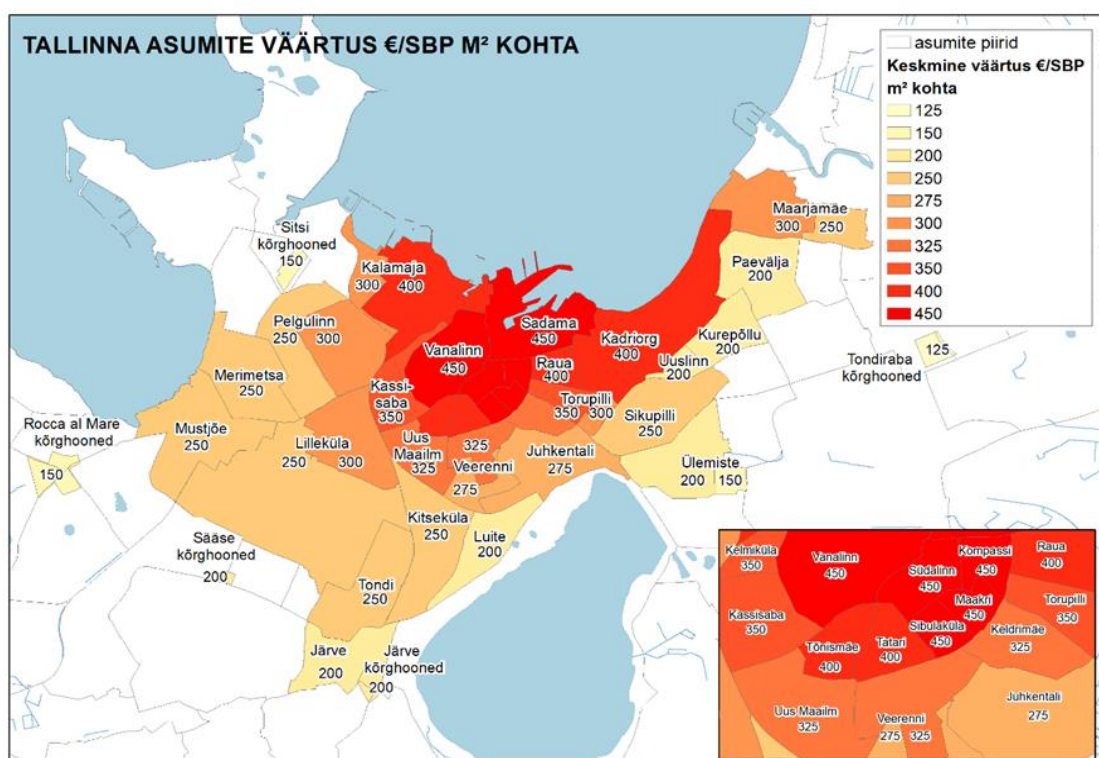 TALLINNA ASUMITE VÄÄRTUS €/SBP M² KOHTA
asumite piirid
Keskmine väärtus €/SBP
m² kohta
125
150
200
250
275
300
325
350
400
450
Maarjamäe
300 250
Sitsi
kõrghooned
150
Kalamaja
300 400
Paevälja
200
Pelgulinn
250 300
Sadama
450
Kadriorg
400
Kurepõllu
200
Vanalinn
450
Raua
400
Uuslinn
200
Tondiraba
kõrghooned
125
Merimetsa
250
Kassi-
saba
350
Torupilli
350 300
Sikupilli
250
Rocca al Mare
kõrghooned
150
Mustjõe
250
Lilleküla
250 300
Uus
Maailm
325
325
Veerenni
275
Juhkentali
275
Ülemiste
200 150
Kitseküla
250
Luite
200
Sääse
kõrghooned
200
Tondi
250
Järve
200
Järve
kõrghooned
200
Kelmiküla
350
Vanalinn
450
Südalinn
450
Kompassi
450
Raua
400
Kassisaba
350
Maakri
450
Torupilli
350
Sibulaküla
450
Keldrimäe
325
Tõnismäe
400
Tatari
400
Uus Maailm
325
Veerenni
275 325
Juhkentali
275